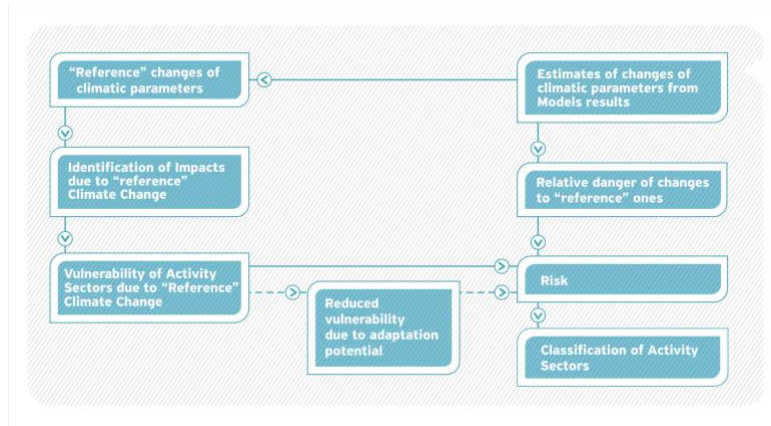 “Reference” changes of
climatic parameters
Estimates of changes of
climatic parameters from
Models results
Identification of Impacts
due to “reference”
Climate Change
Relative danger of changes
to “reference” ones
Vulnerability of Activity
Sectors due to “Reference”
Climate Change
Reduced
vulnerability
due to adaptation
potential
Risk
Classification of Activity
Sectors